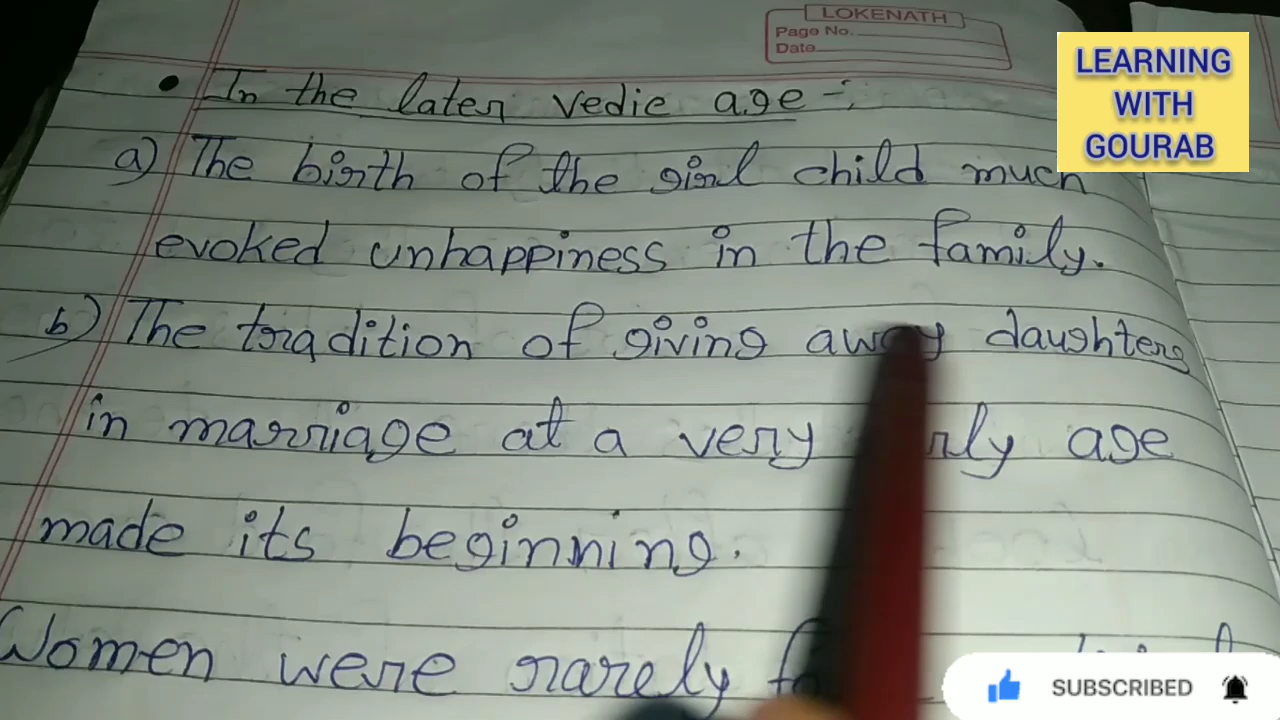 LOKENATH
Page No.
Date
LEARNING
WITH
GOURAB
• In the later vedic age -:
a) The birth of the girl child much
evoked unhappiness in the family.
b) The tradition of giving away daughters
in marriage at a very age
made its beginning.
Women were rarely
SUBSCRIBED